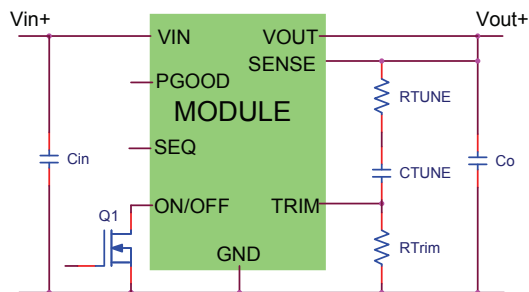 Vin+
Vout+
VIN
VOUT
SENSE
PGOOD
RTUNE
MODULE
SEQ
Cin
CTUNE
Co
Q1
ON/OFF
TRIM
RTrim
GND